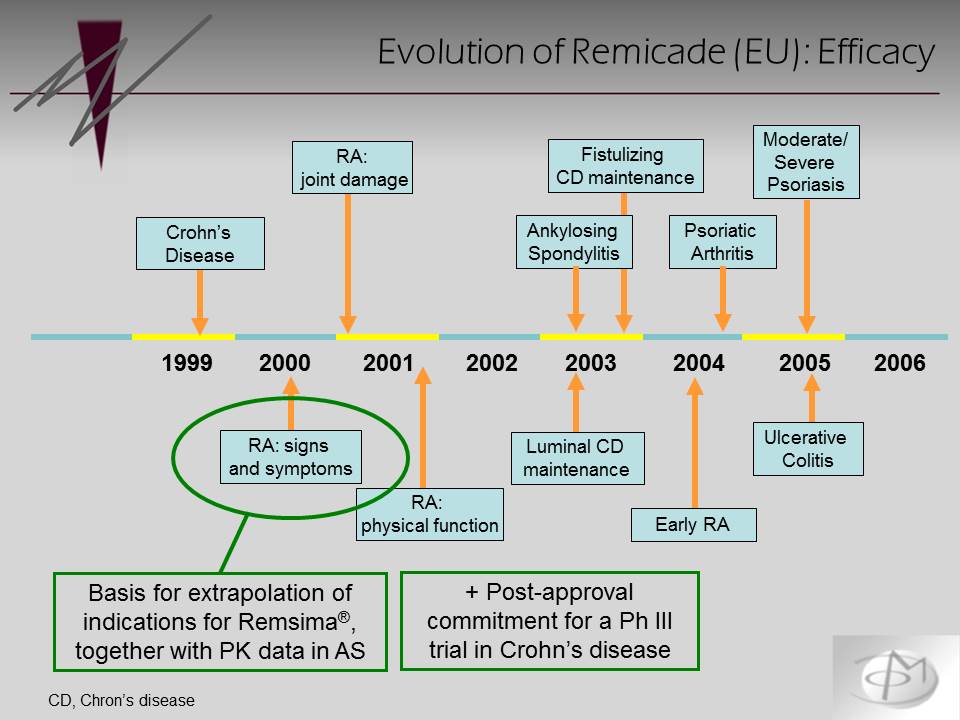 Evolution of Remicade (EU): Efficacy
Moderate/
Severe
Psoriasis
RA:
joint damage
Fistulizing
CD maintenance
Crohn's
Disease
Ankylosing
Spondylitis
Psoriatic
Arthritis
1999 2000 2001 2002 2003 2004 2005 2006
RA: signs
and symptoms
Luminal CD
maintenance
Ulcerative
Colitis
RA:
physical function
Early RA
Basis for extrapolation of
indications for Remsima®,
together with PK data in AS
+ Post-approval
commitment for a Ph III
trial in Crohn's disease
CD, Chron's disease